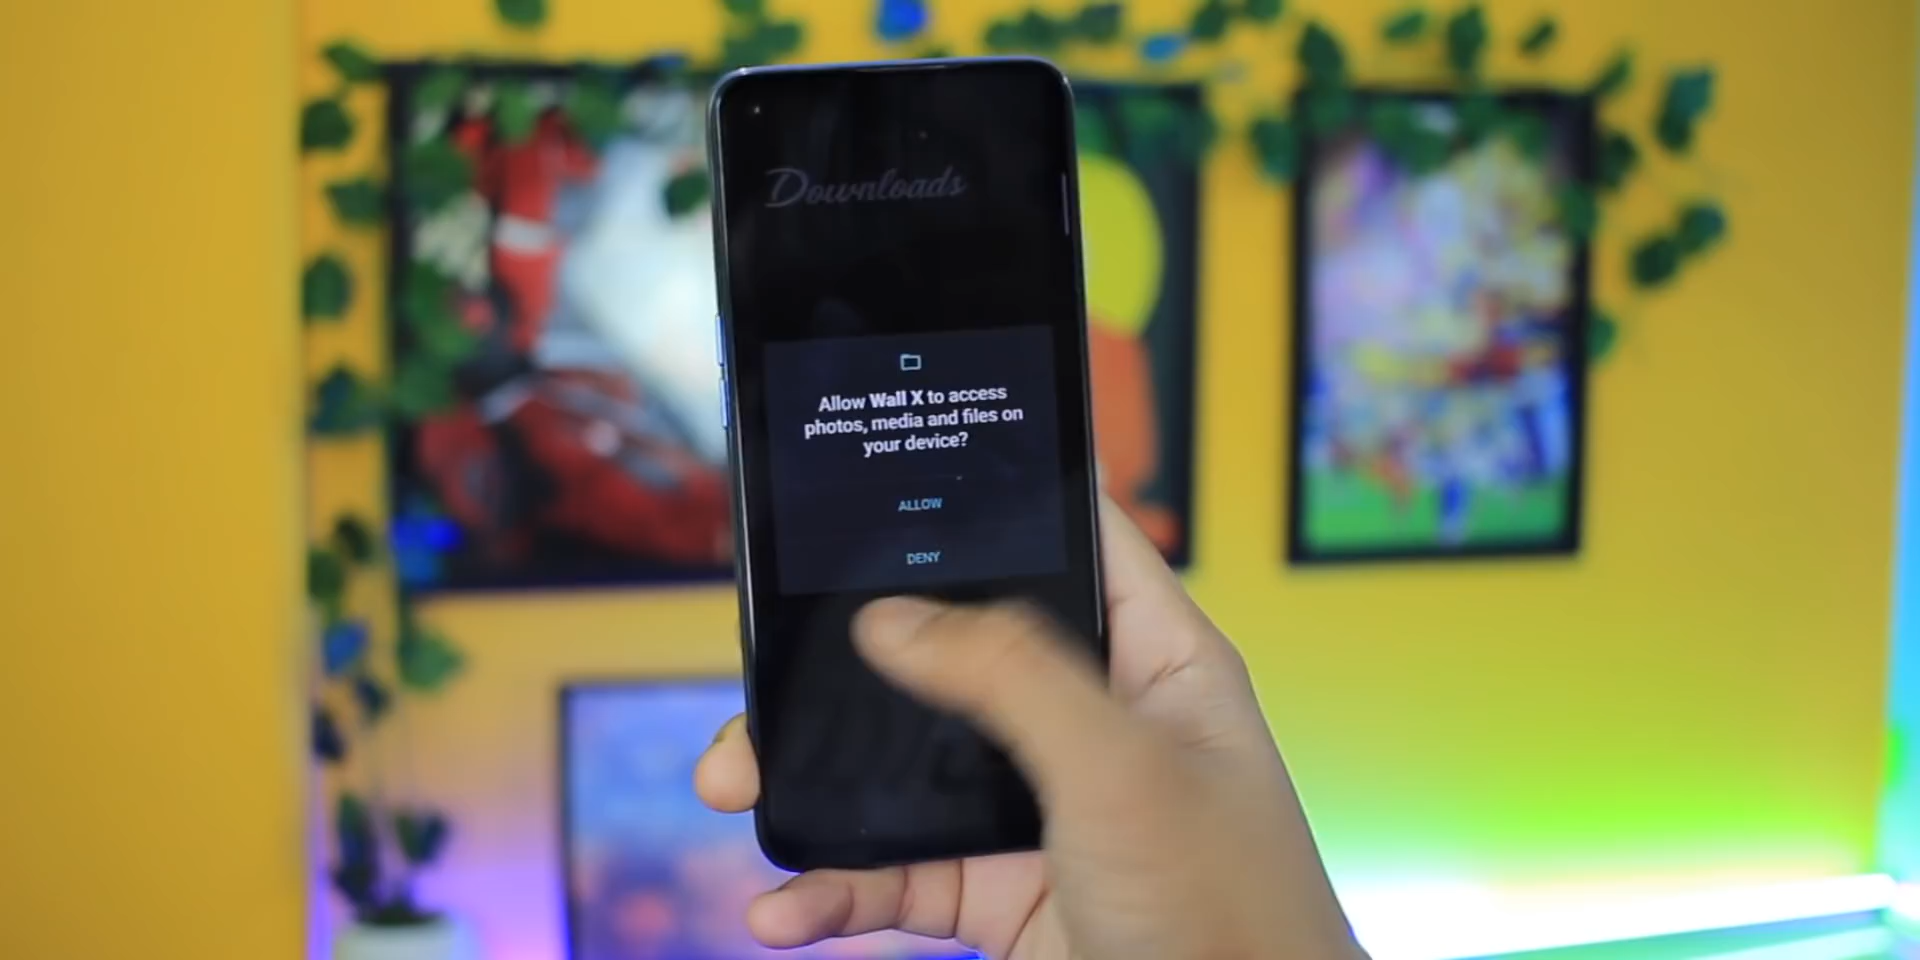 Downloads
Allow Wall X to access
photos, media and files on
your device?
ALLOW
DENY